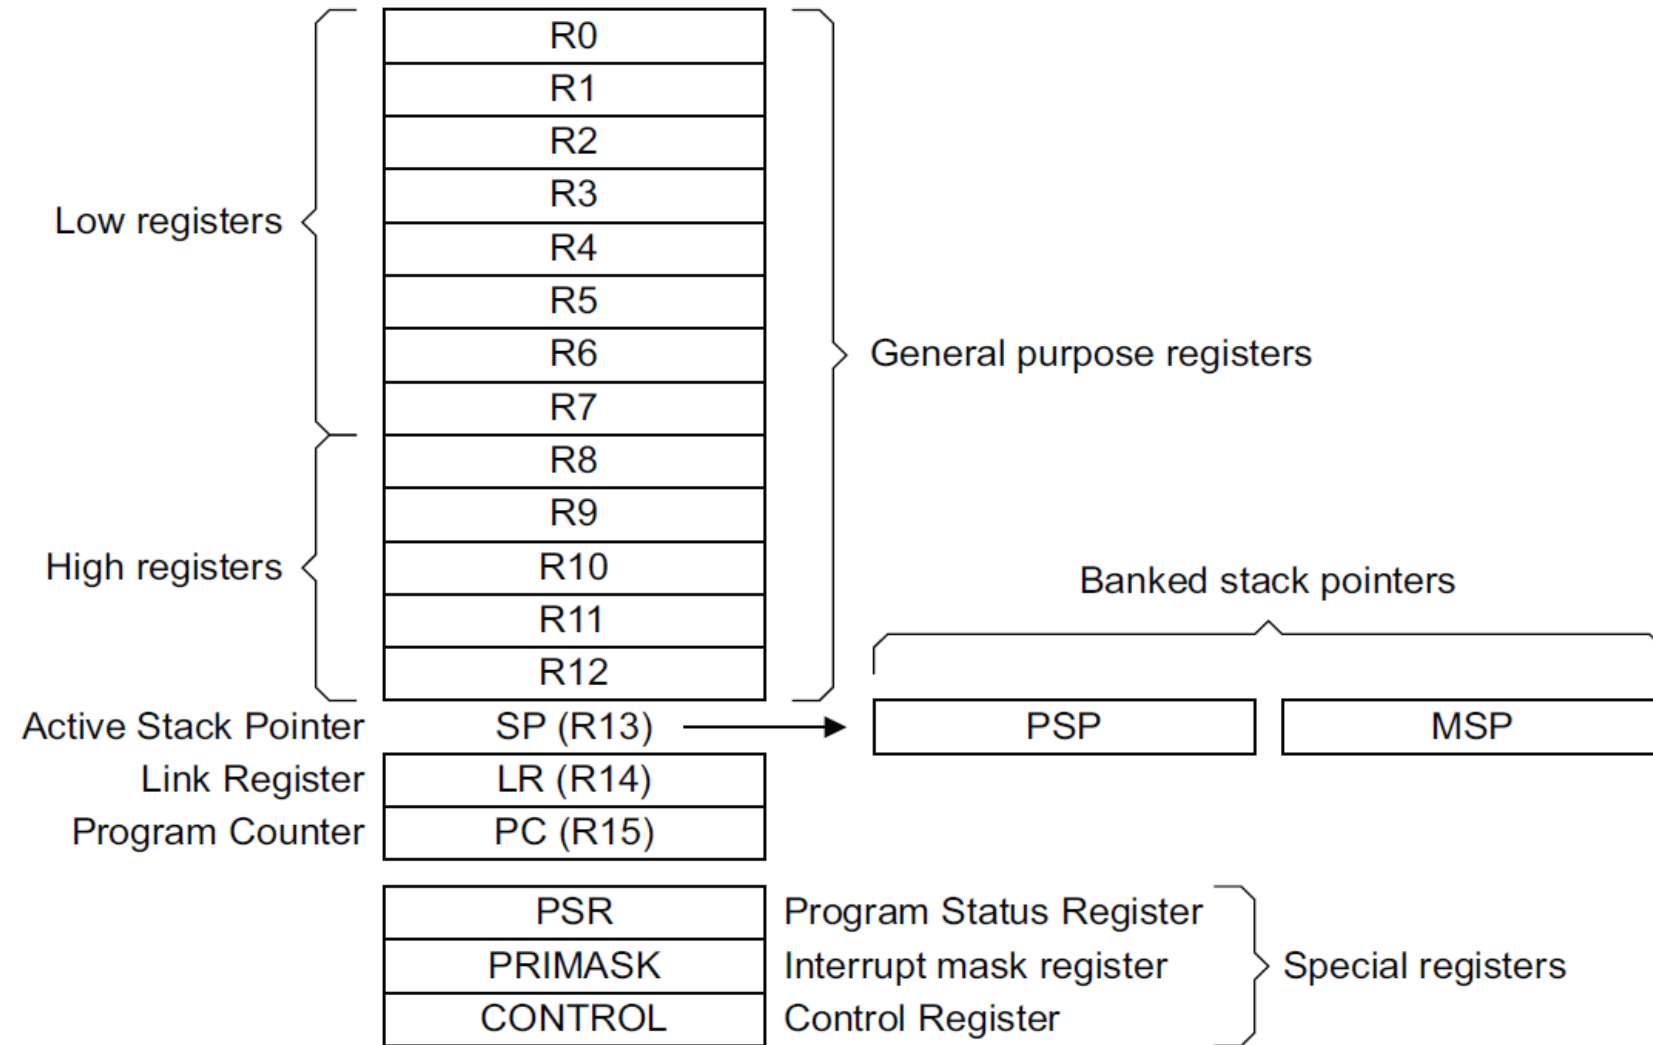 R0
R1
R2
R3
Low registers
R4
R5
R6
General purpose registers
R7
R8
R9
High registers
R10
Banked stack pointers
R11
R12
Active Stack Pointer SP (R13) PSP MSP
Link Register LR (R14)
Program Counter PC (R15)
PSR Program Status Register
PRIMASK Interrupt mask register Special registers
CONTROL Control Register